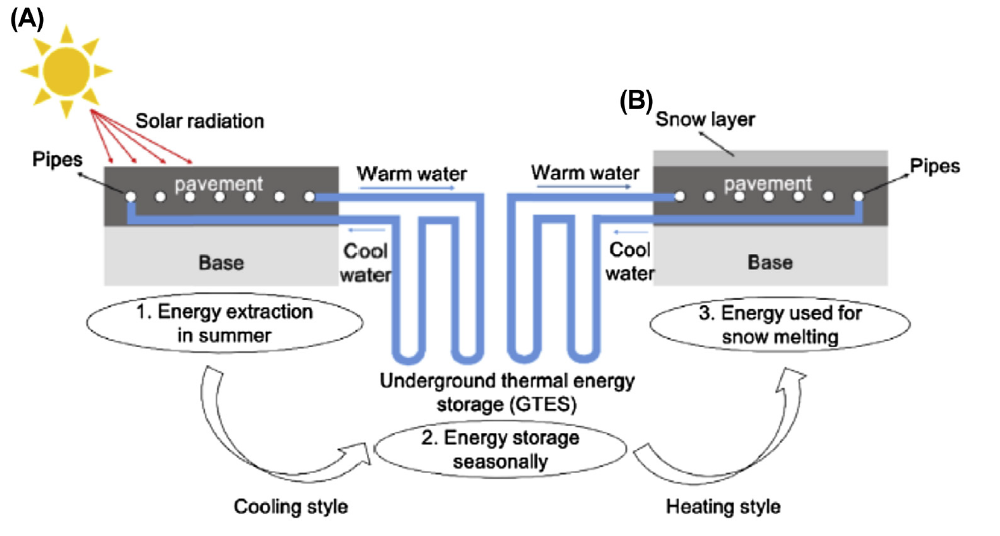 (A)
Solar radiation
Pipes
pavement
Warm water
Cool
water
Base
1. Energy extraction
in summer
(B)
Snow layer
Warm water
pavement
Pipes
Cool
water
Base
3. Energy used for
snow melting
Underground thermal energy
storage (GTES)
2. Energy storage
seasonally
Cooling style
Heating style